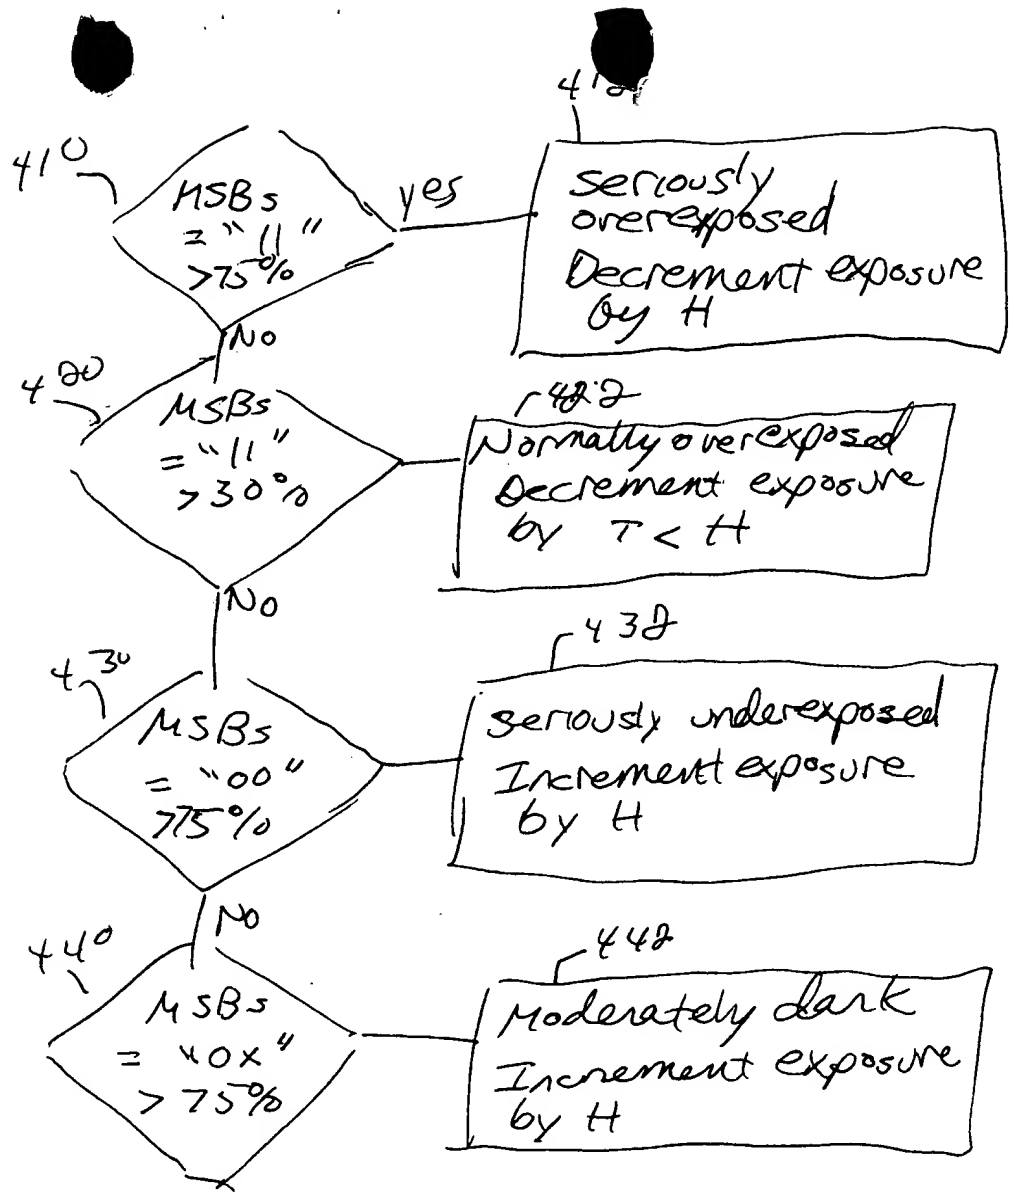 412
410
MSBs
= "11"
>75%
yes
seriously
overexposed
Decrement exposure
by H
No
420
MSBs
= "11"
>30%
422
Normally overexposed
Decrement exposure
by T < H
No
430
MSBs
= "00"
>75%
432
seriously underexposed
Increment exposure
by H
No
440
MSBs
= "0x"
> 75%
442
Moderately dark
Increment exposure
by H